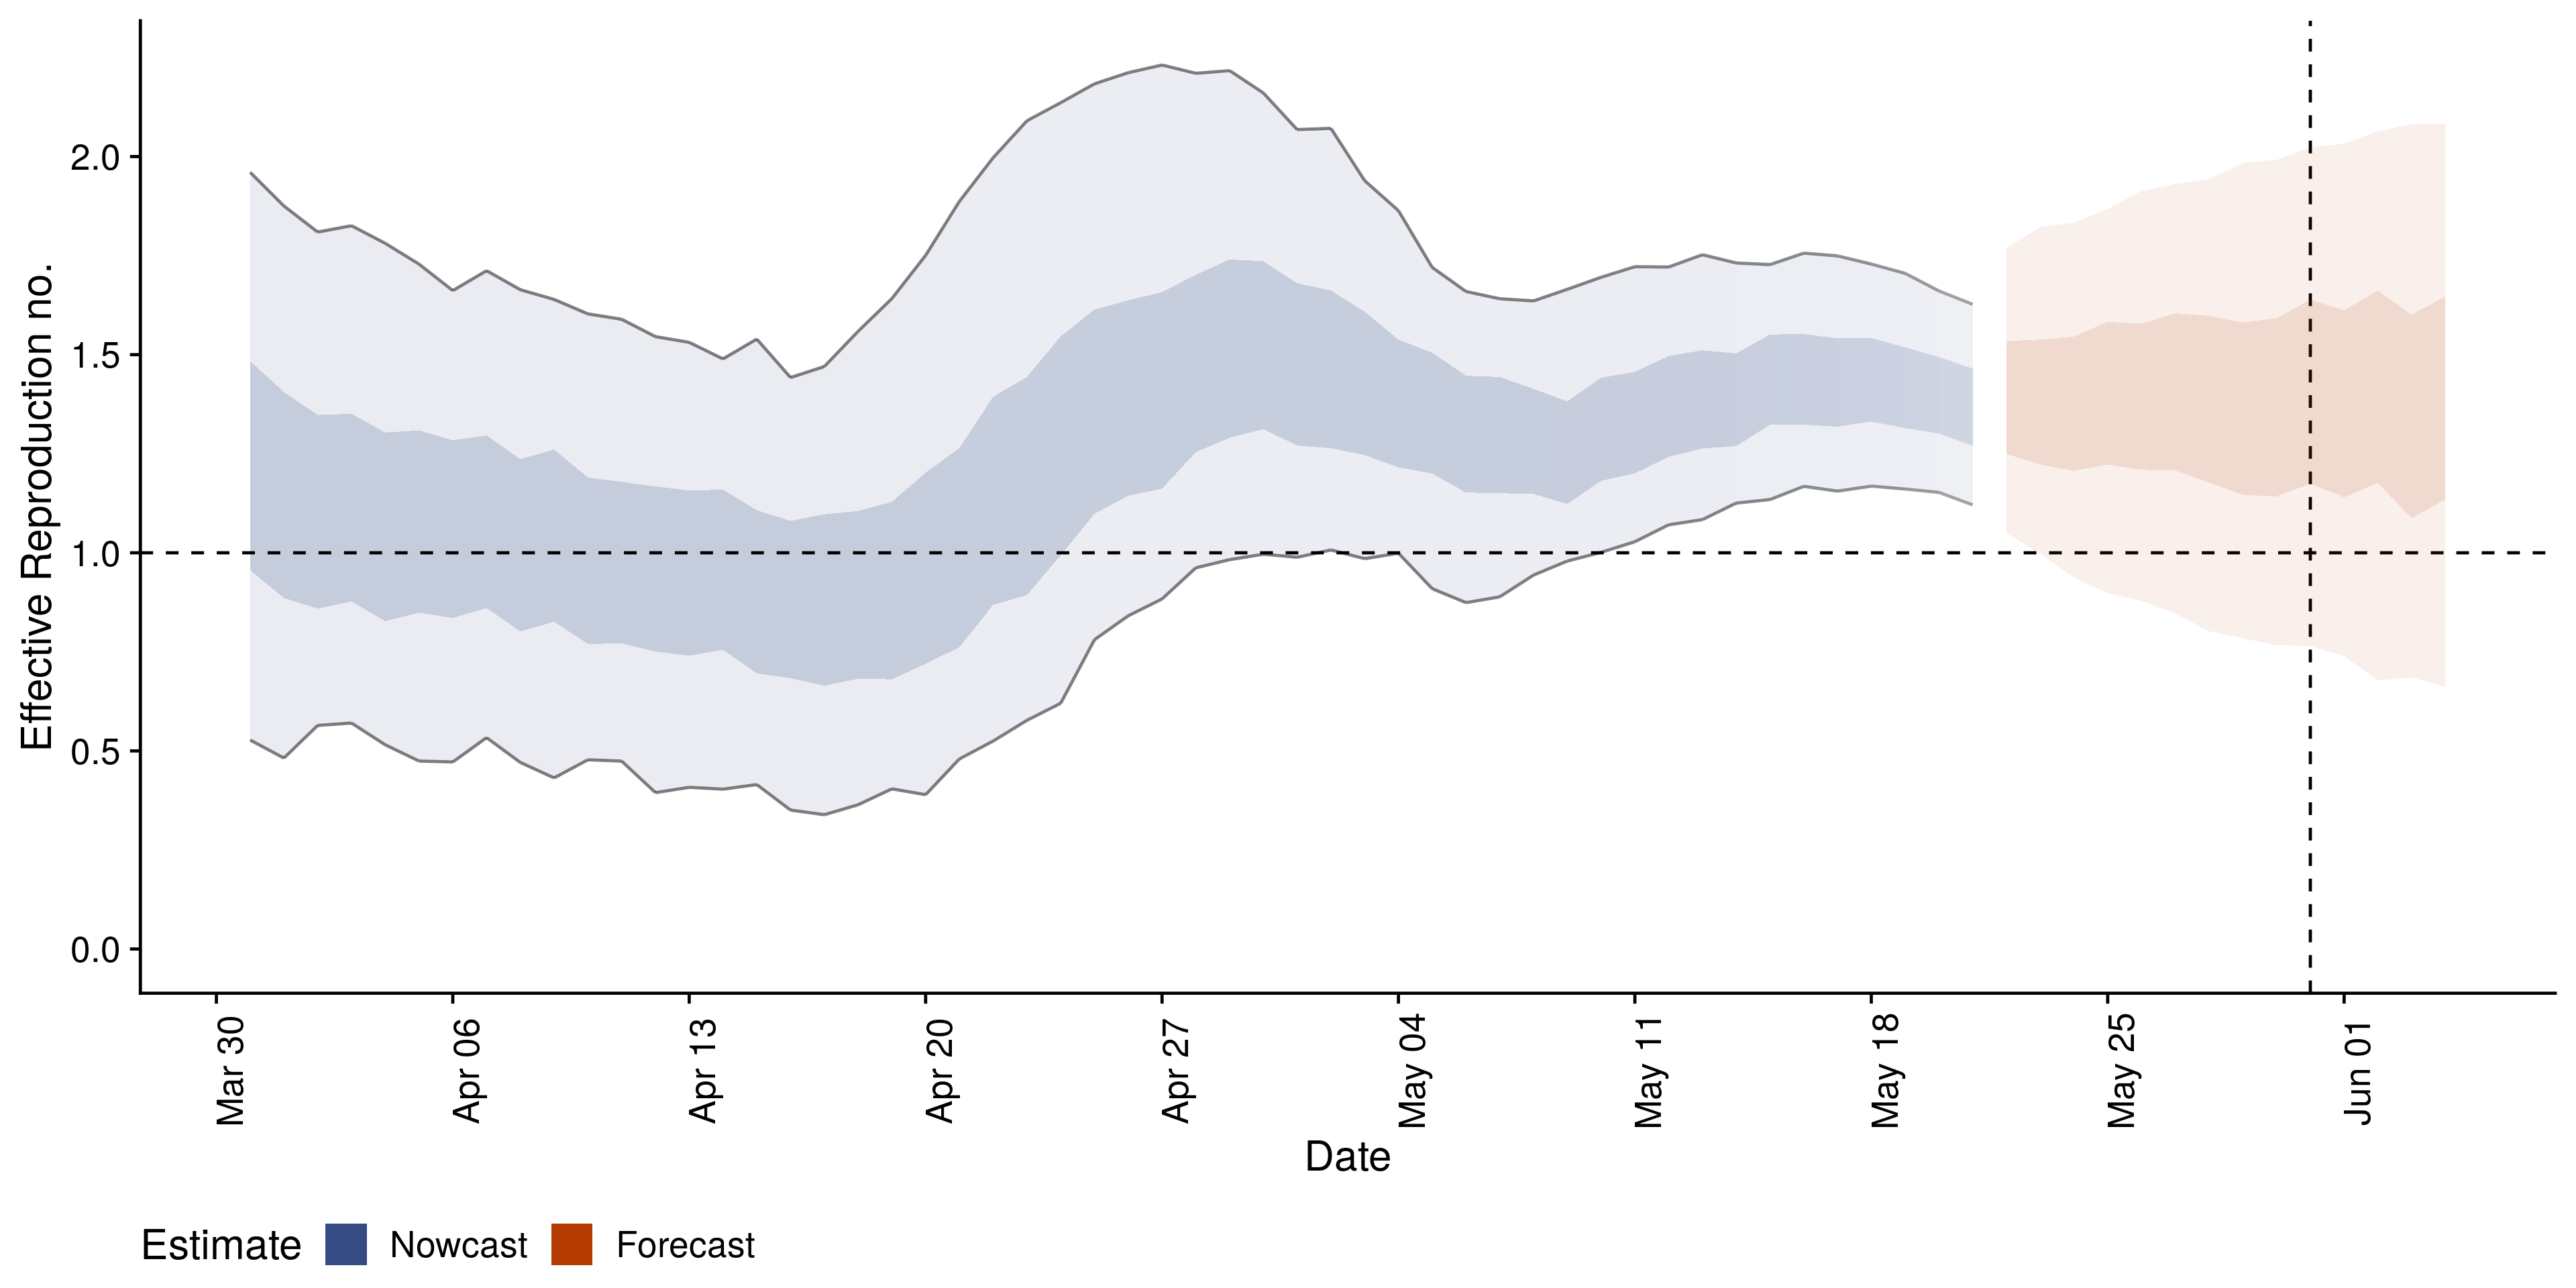 Effective Reproduction no.
2.0
1.5
1.0
0.5
0.0
Mar 30
Apr 06
Apr 13
Apr 20
Apr 27
May 04
May 11
May 18
May 25
Jun 01
Date
Estimate Nowcast Forecast